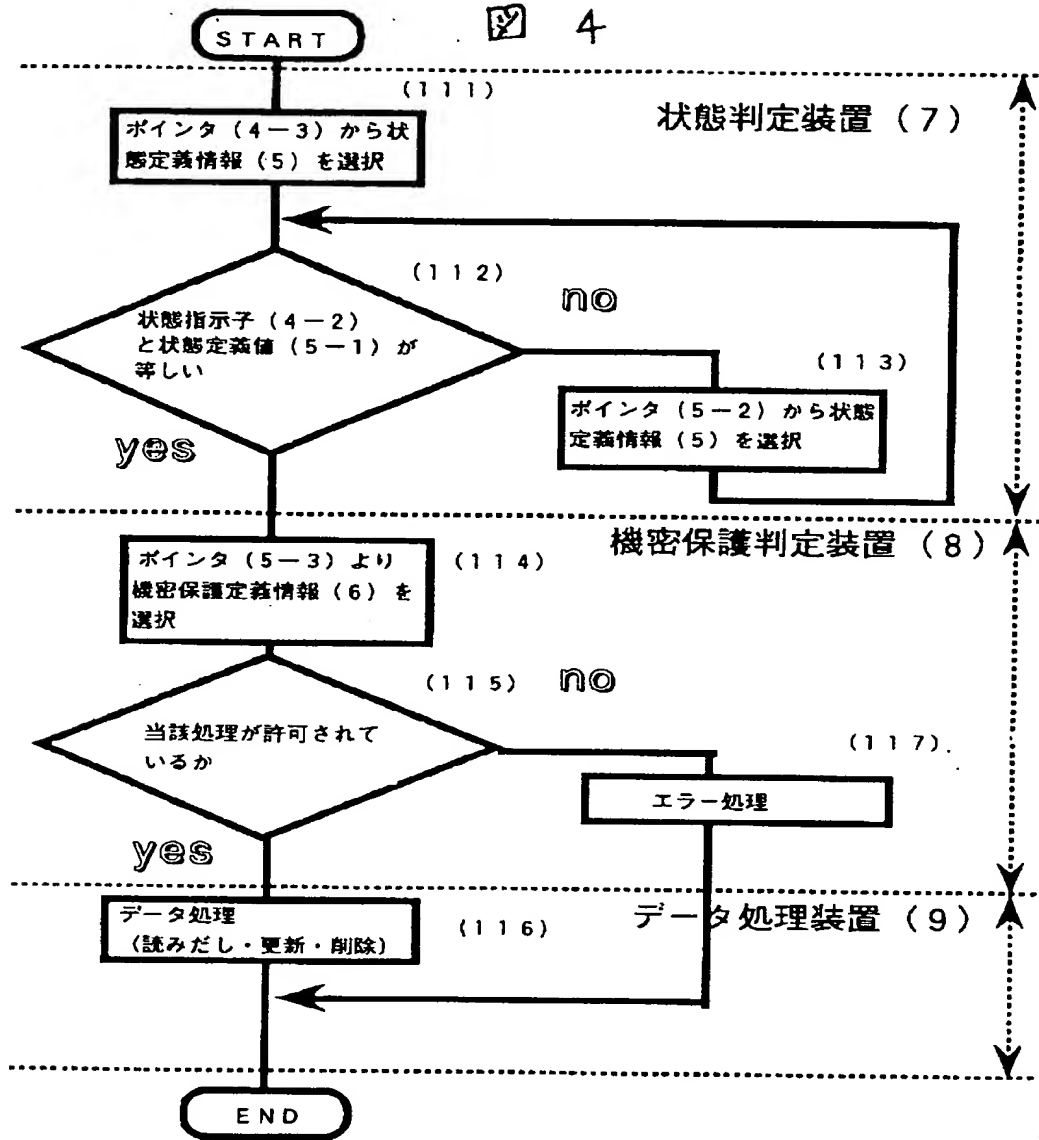 図 4
START
(111)
状態判定装置（7）
ポインタ（4－3）から状
態定義情報（5）を選択
(112)
no
状態指示子（4－2）
と状態定義値（5－1）が
等しい
(113)
ポインタ（5－2）から状態
定義情報（5）を選択
yes
機密保護判定装置（8）
ポインタ（5－3）より
機密保護定義情報（6）を
選択
(114)
(115)
no
当該処理が許可されて
いるか
(117)
エラー処理
yes
データ処理装置（9）
データ処理
（読みだし・更新・削除）
(116)
END